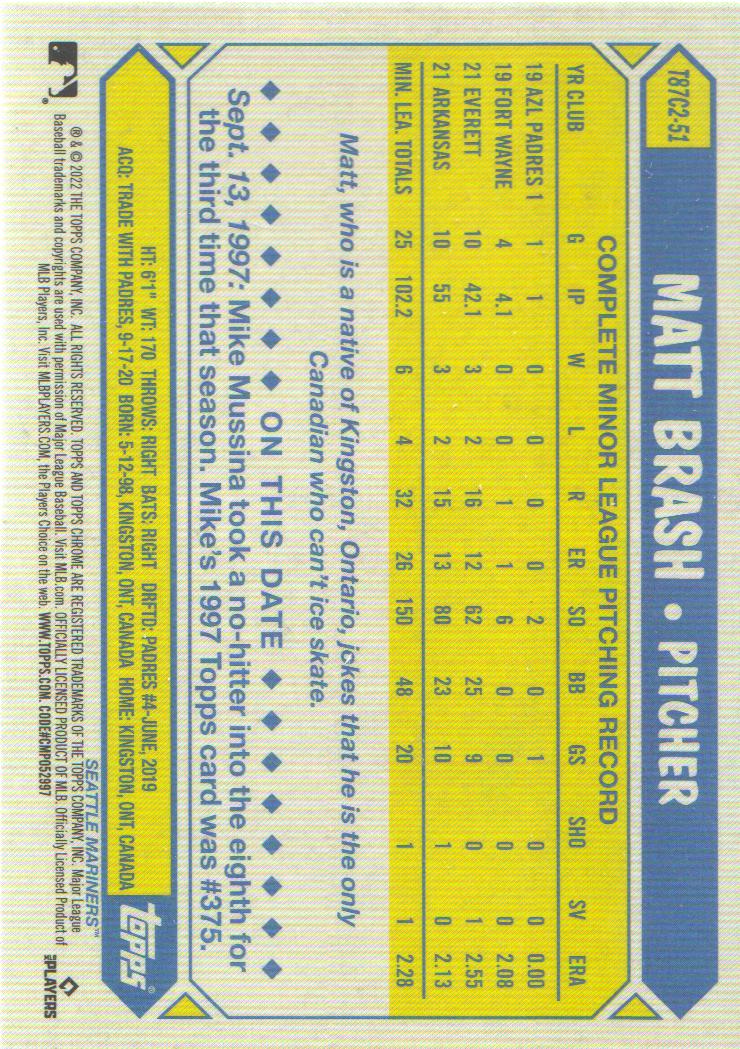 T87C2-51
MATT BRASH • PITCHER
COMPLETE MINOR LEAGUE PITCHING RECORD
YR CLUB G IP W L R ER SO BB GS SHO SV ERA
19 AZL PADRES 1 1 1 0 0 0 0 2 0 1 0 0 0.00
19 FORT WAYNE 4 4.1 0 0 1 1 6 0 0 0 0 2.08
21 EVERETT 10 42.1 3 2 16 12 62 25 9 0 1 2.55
21 ARKANSAS 10 55 3 2 15 13 80 23 10 1 0 2.13
MIN. LEA. TOTALS 25 102.2 6 4 32 26 150 48 20 1 1 2.28
Matt, who is a native of Kingston, Ontario, jokes that he is the only
Canadian who can't ice skate.
◆ ◆ ◆ ◆ ◆ ◆ ◆ ◆ ON THIS DATE ◆ ◆ ◆ ◆ ◆ ◆ ◆ ◆
Sept. 13, 1997: Mike Mussina took a no-hitter into the eighth for
the third time that season. Mike's 1997 Topps card was #375.
HT: 6'1" WT: 170 THROWS: RIGHT BATS: RIGHT DRFTD: PADRES #4-JUNE, 2019
ACQ: TRADE WITH PADRES, 9-17-20 BORN: 5-12-98, KINGSTON, ONT, CANADA HOME: KINGSTON, ONT, CANADA
topps®
SEATTLE MARINERS™
® & © 2022 THE TOPPS COMPANY, INC. ALL RIGHTS RESERVED. TOPPS AND TOPPS CHROME ARE REGISTERED TRADEMARKS OF THE TOPPS COMPANY, INC. Major League
Baseball trademarks and copyrights are used with permission of Major League Baseball. Visit MLB.com. OFFICIALLY LICENSED PRODUCT OF MLB. Officially Licensed Product of
MLB Players, Inc. Visit MLBPLAYERS.COM, the Players Choice on the web. WWW.TOPPS.COM. CODE#CMP052997
MLB PLAYERS